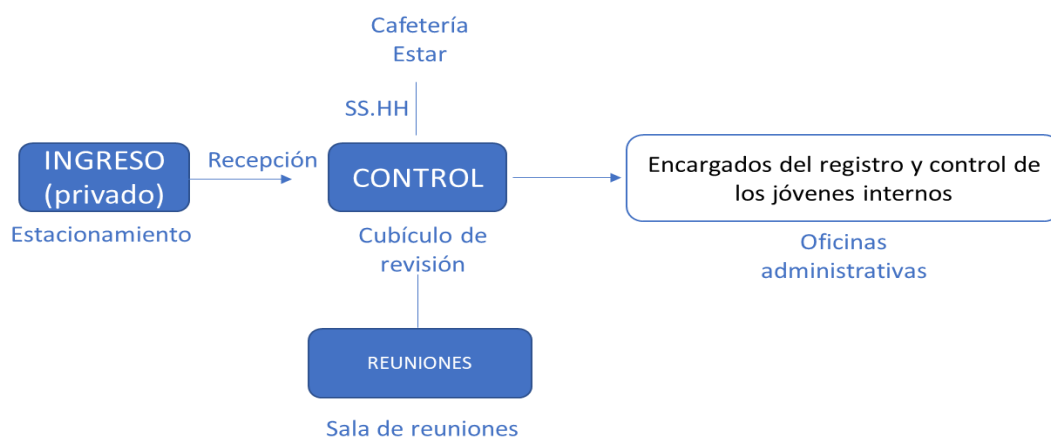 Cafetería
Estar
SS.HH
INGRESO
(privado)
Recepción
CONTROL
Encargados del registro y control de
los jóvenes internos
Estacionamiento
Cubículo de
revisión
Oficinas
administrativas
REUNIONES
Sala de reuniones